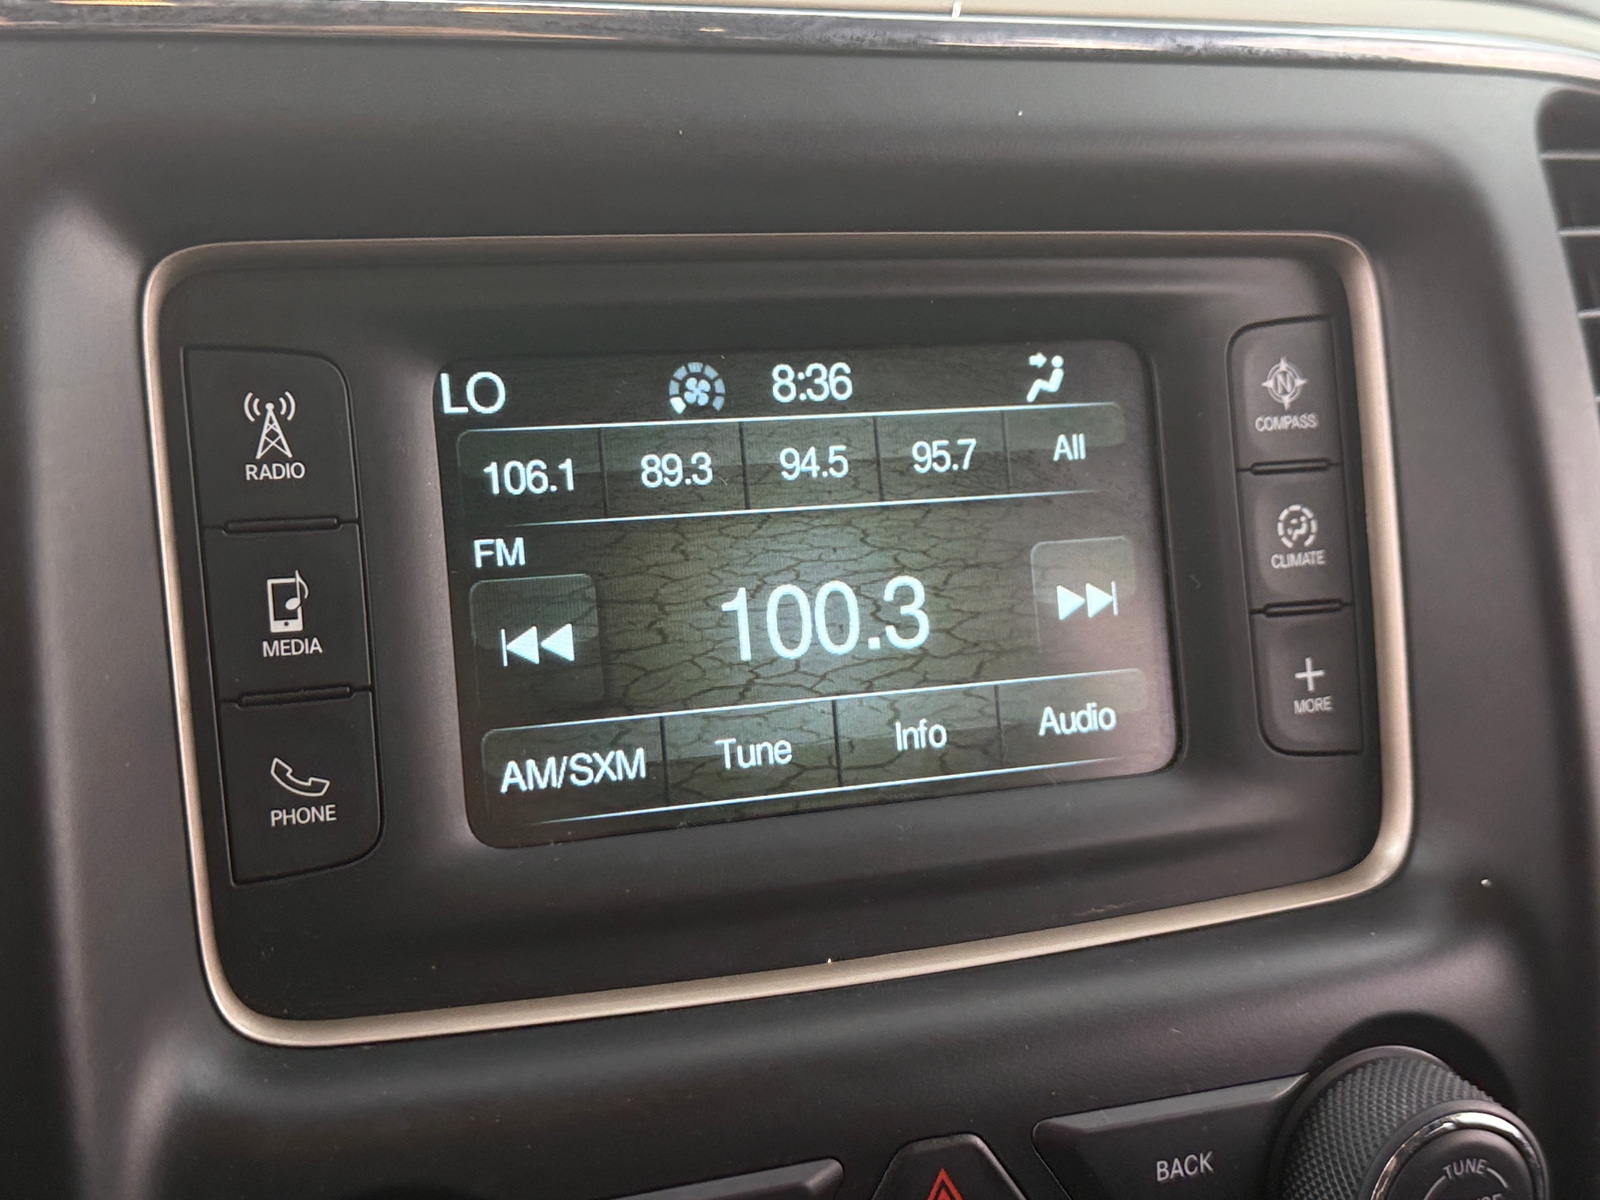 LO 8:36
106.1 89.3 94.5 95.7 All
FM
100.3
AM/SXM Tune Info Audio
RADIO
MEDIA
PHONE
N
COMPASS
CLIMATE
MORE
BACK
TUNE